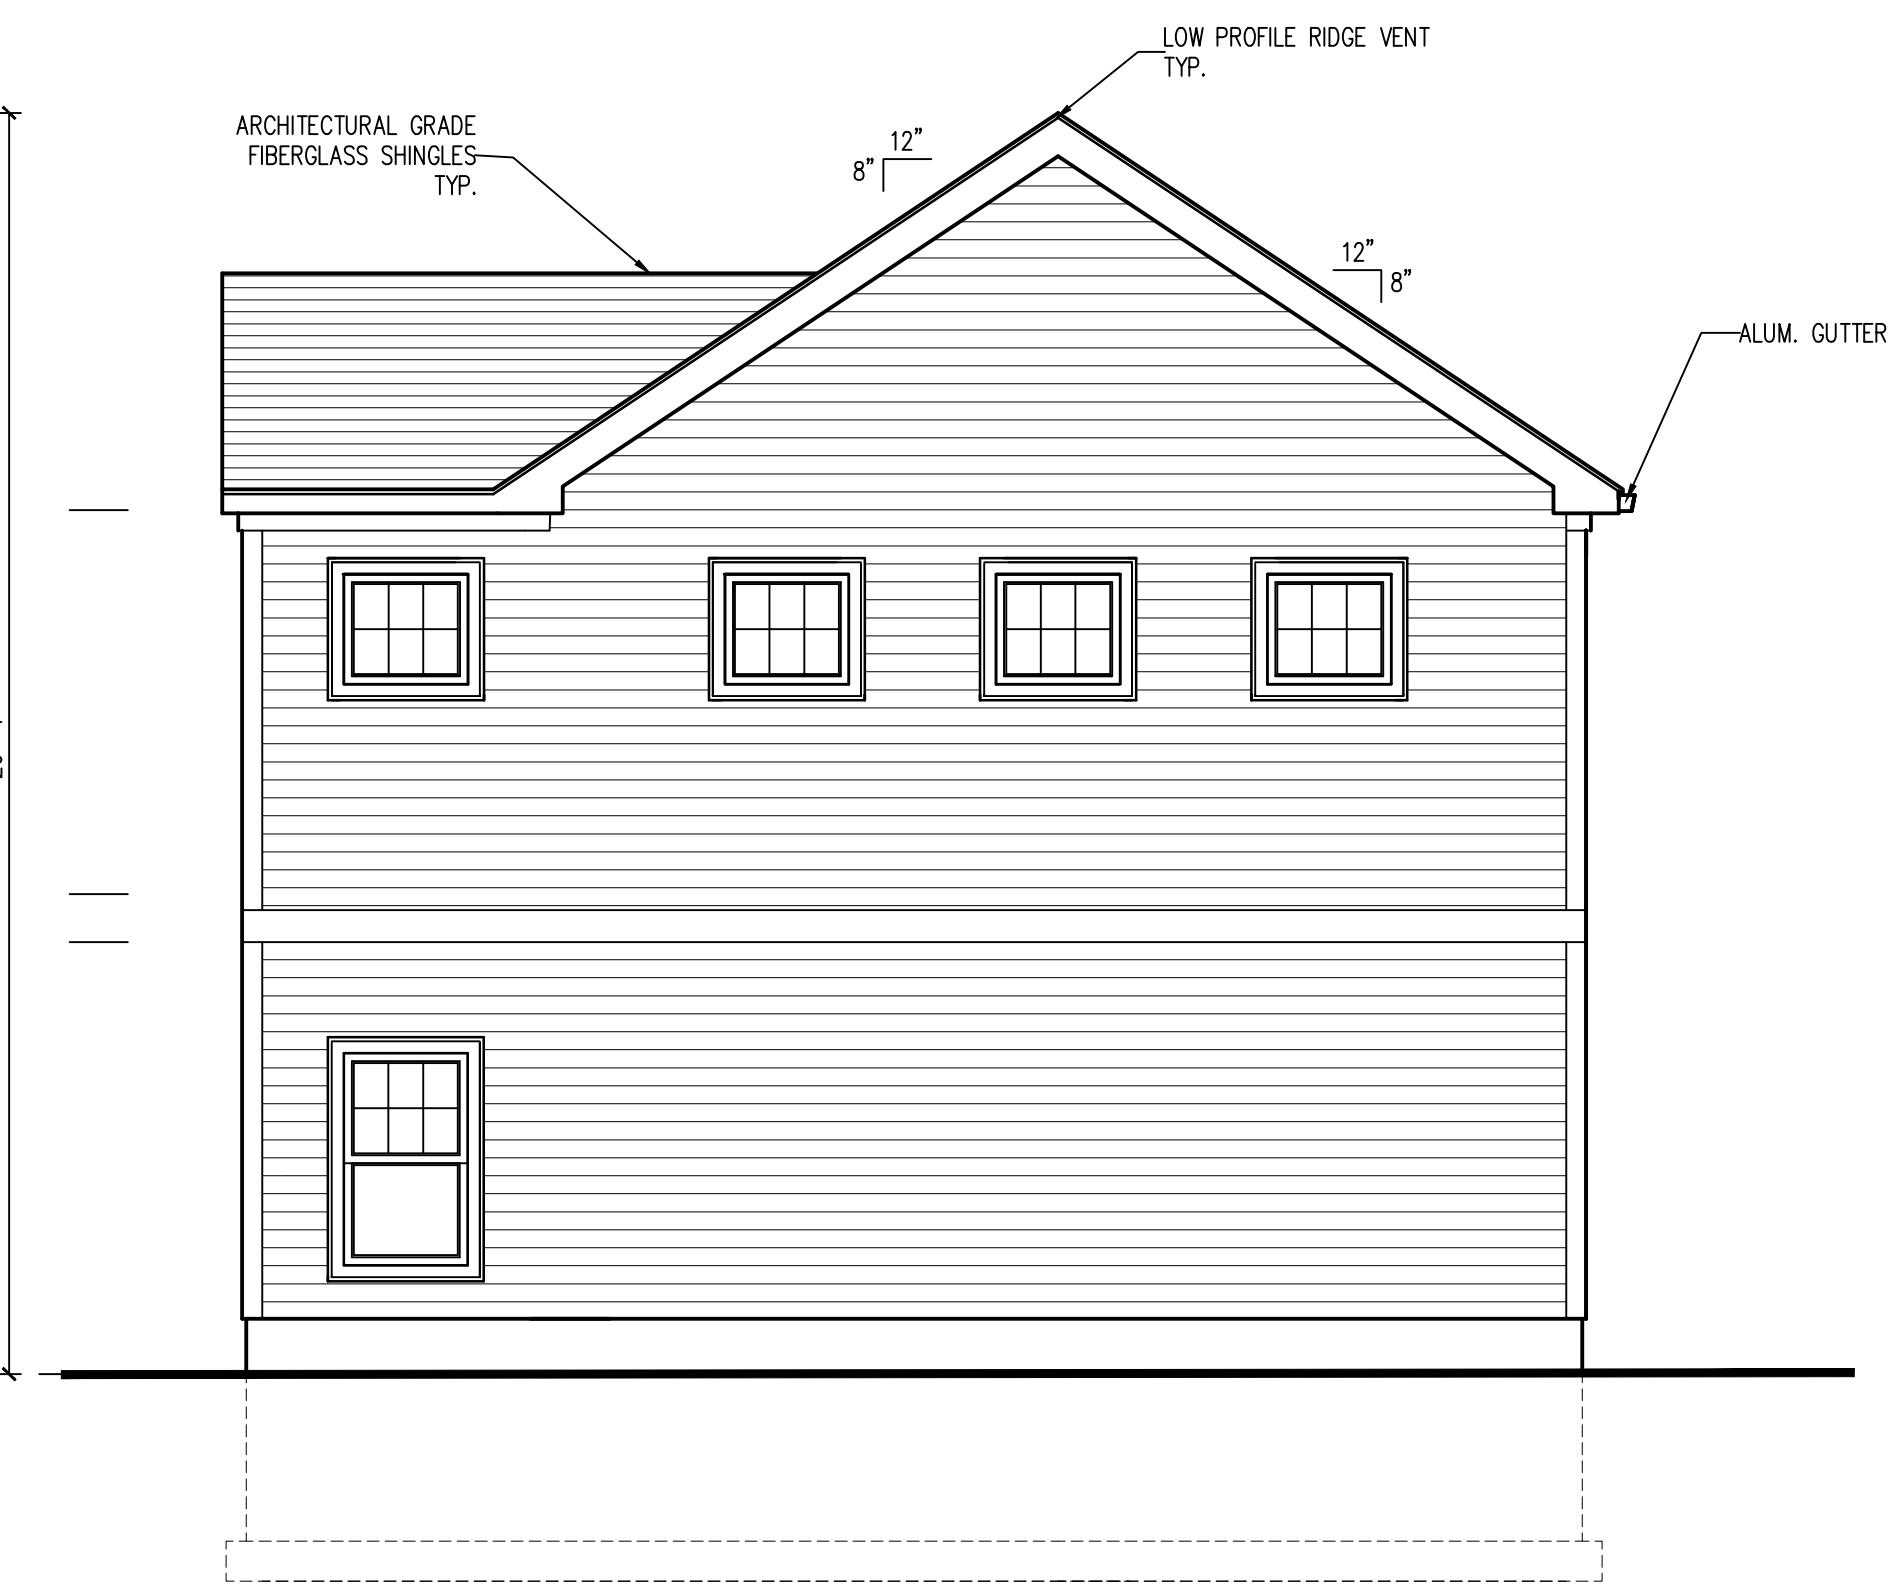 LOW PROFILE RIDGE VENT
TYP.
ARCHITECTURAL GRADE
FIBERGLASS SHINGLES
TYP.
12"
8"
12"
8"
ALUM. GUTTER